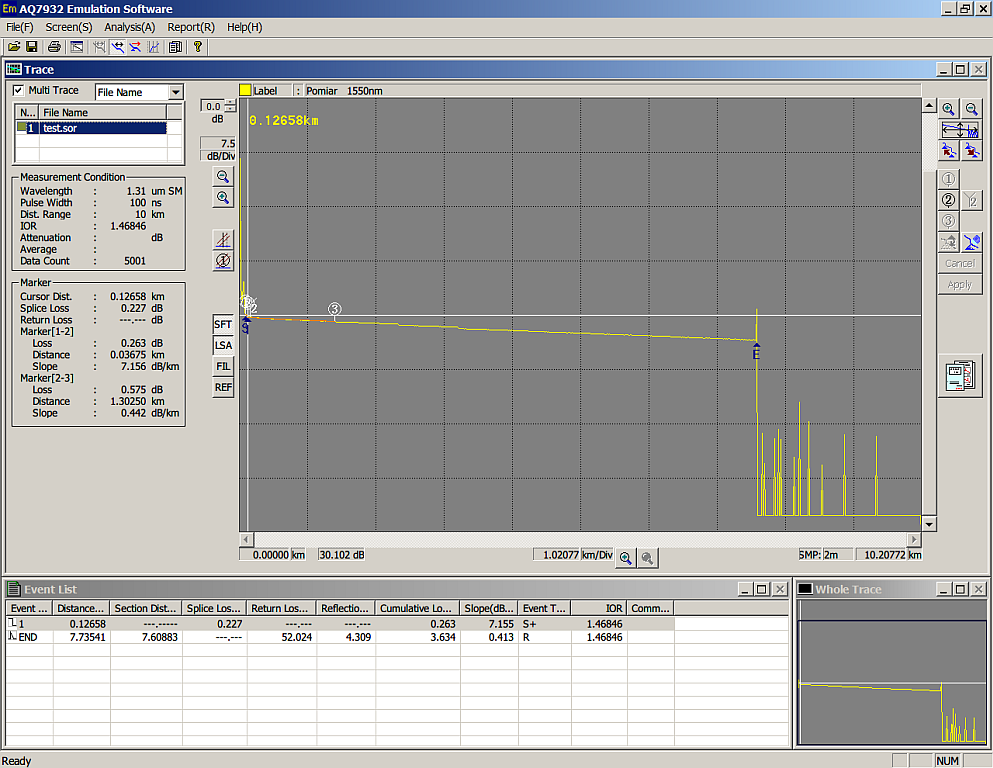 Em AQ7932 Emulation Software
File(F) Screen(S) Analysis(A) Report(R) Help(H)
Trace
Multi Trace File Name
N... File Name
1 test.sor
Measurement Condition
Wavelength : 1.31 um SM
Pulse Width : 100 ns
Dist. Range : 10 km
IOR : 1.46846
Attenuation : dB
Average :
Data Count : 5001
Marker
Cursor Dist. : 0.12658 km
Splice Loss : 0.227 dB
Return Loss : ---.--- dB
Marker[1-2]
Loss : 0.263 dB
Distance : 0.03675 km
Slope : 7.156 dB/km
Marker[2-3]
Loss : 0.575 dB
Distance : 1.30250 km
Slope : 0.442 dB/km
0.0
dB
7.5
dB/Div
SFT
LSA
FIL
REF
Label : Pomiar 1550nm
0.12658km
2
3
E
1
2
Y2
3
Cancel
Apply
0.00000 km 30.102 dB 1.02077 km/Div SMP: 2m 10.20772 km
Event List
Event ... Distance... Section Dist... Splice Los... Return Los... Reflectio... Cumulative Lo... Slope(dB... Event T... IOR Comm...
1 0.12658 ---.----- 0.227 ---.--- ---.--- 0.263 7.155 S+ 1.46846
END 7.73541 7.60883 ---.--- 52.024 4.309 3.634 0.413 R 1.46846
Whole Trace
Ready NUM